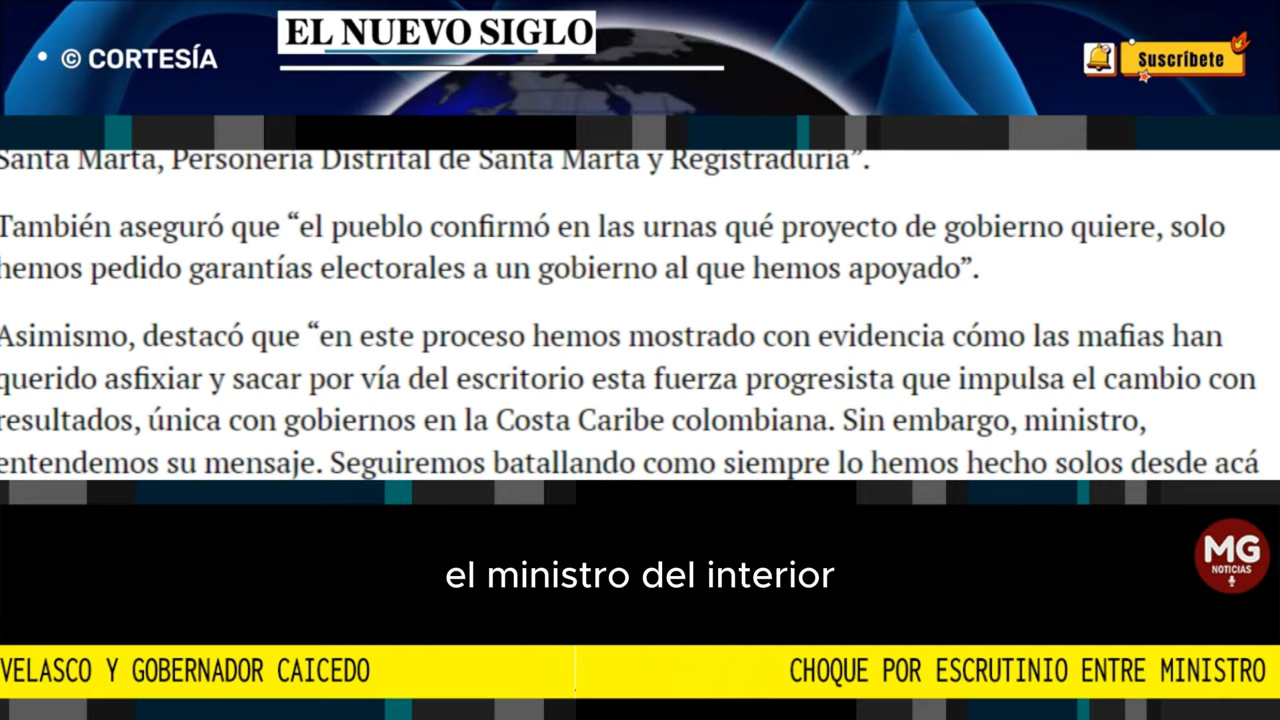 • © CORTESÍA
EL NUEVO SIGLO
Suscríbete
Santa Marta, Personería Distrital de Santa Marta y Registraduría”.
También aseguró que “el pueblo confirmó en las urnas qué proyecto de gobierno quiere, solo
hemos pedido garantías electorales a un gobierno al que hemos apoyado”.
Asimismo, destacó que “en este proceso hemos mostrado con evidencia cómo las mafias han
querido asfixiar y sacar por vía del escritorio esta fuerza progresista que impulsa el cambio con
resultados, única con gobiernos en la Costa Caribe colombiana. Sin embargo, ministro,
entendemos su mensaje. Seguiremos batallando como siempre lo hemos hecho solos desde acá
MG
NOTICIAS
el ministro del interior
VELASCO Y GOBERNADOR CAICEDO
CHOQUE POR ESCRUTINIO ENTRE MINISTRO